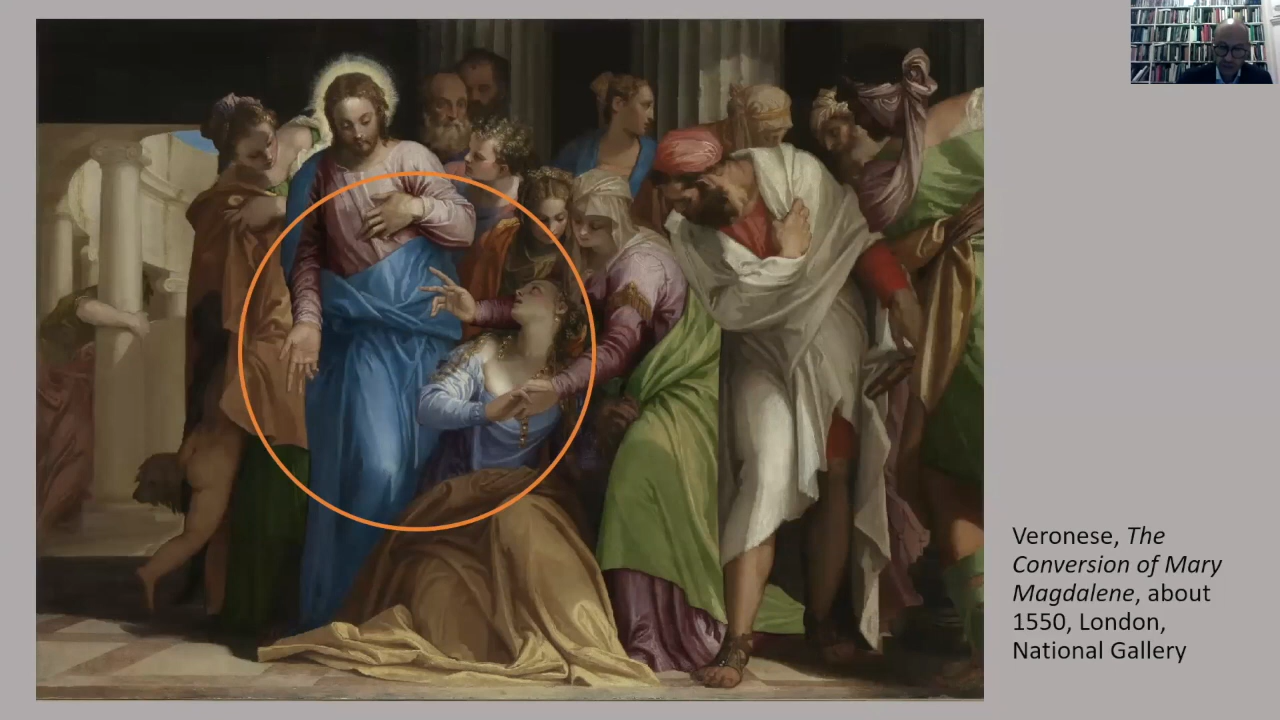 Veronese, The
Conversion of Mary
Magdalene, about
1550, London,
National Gallery